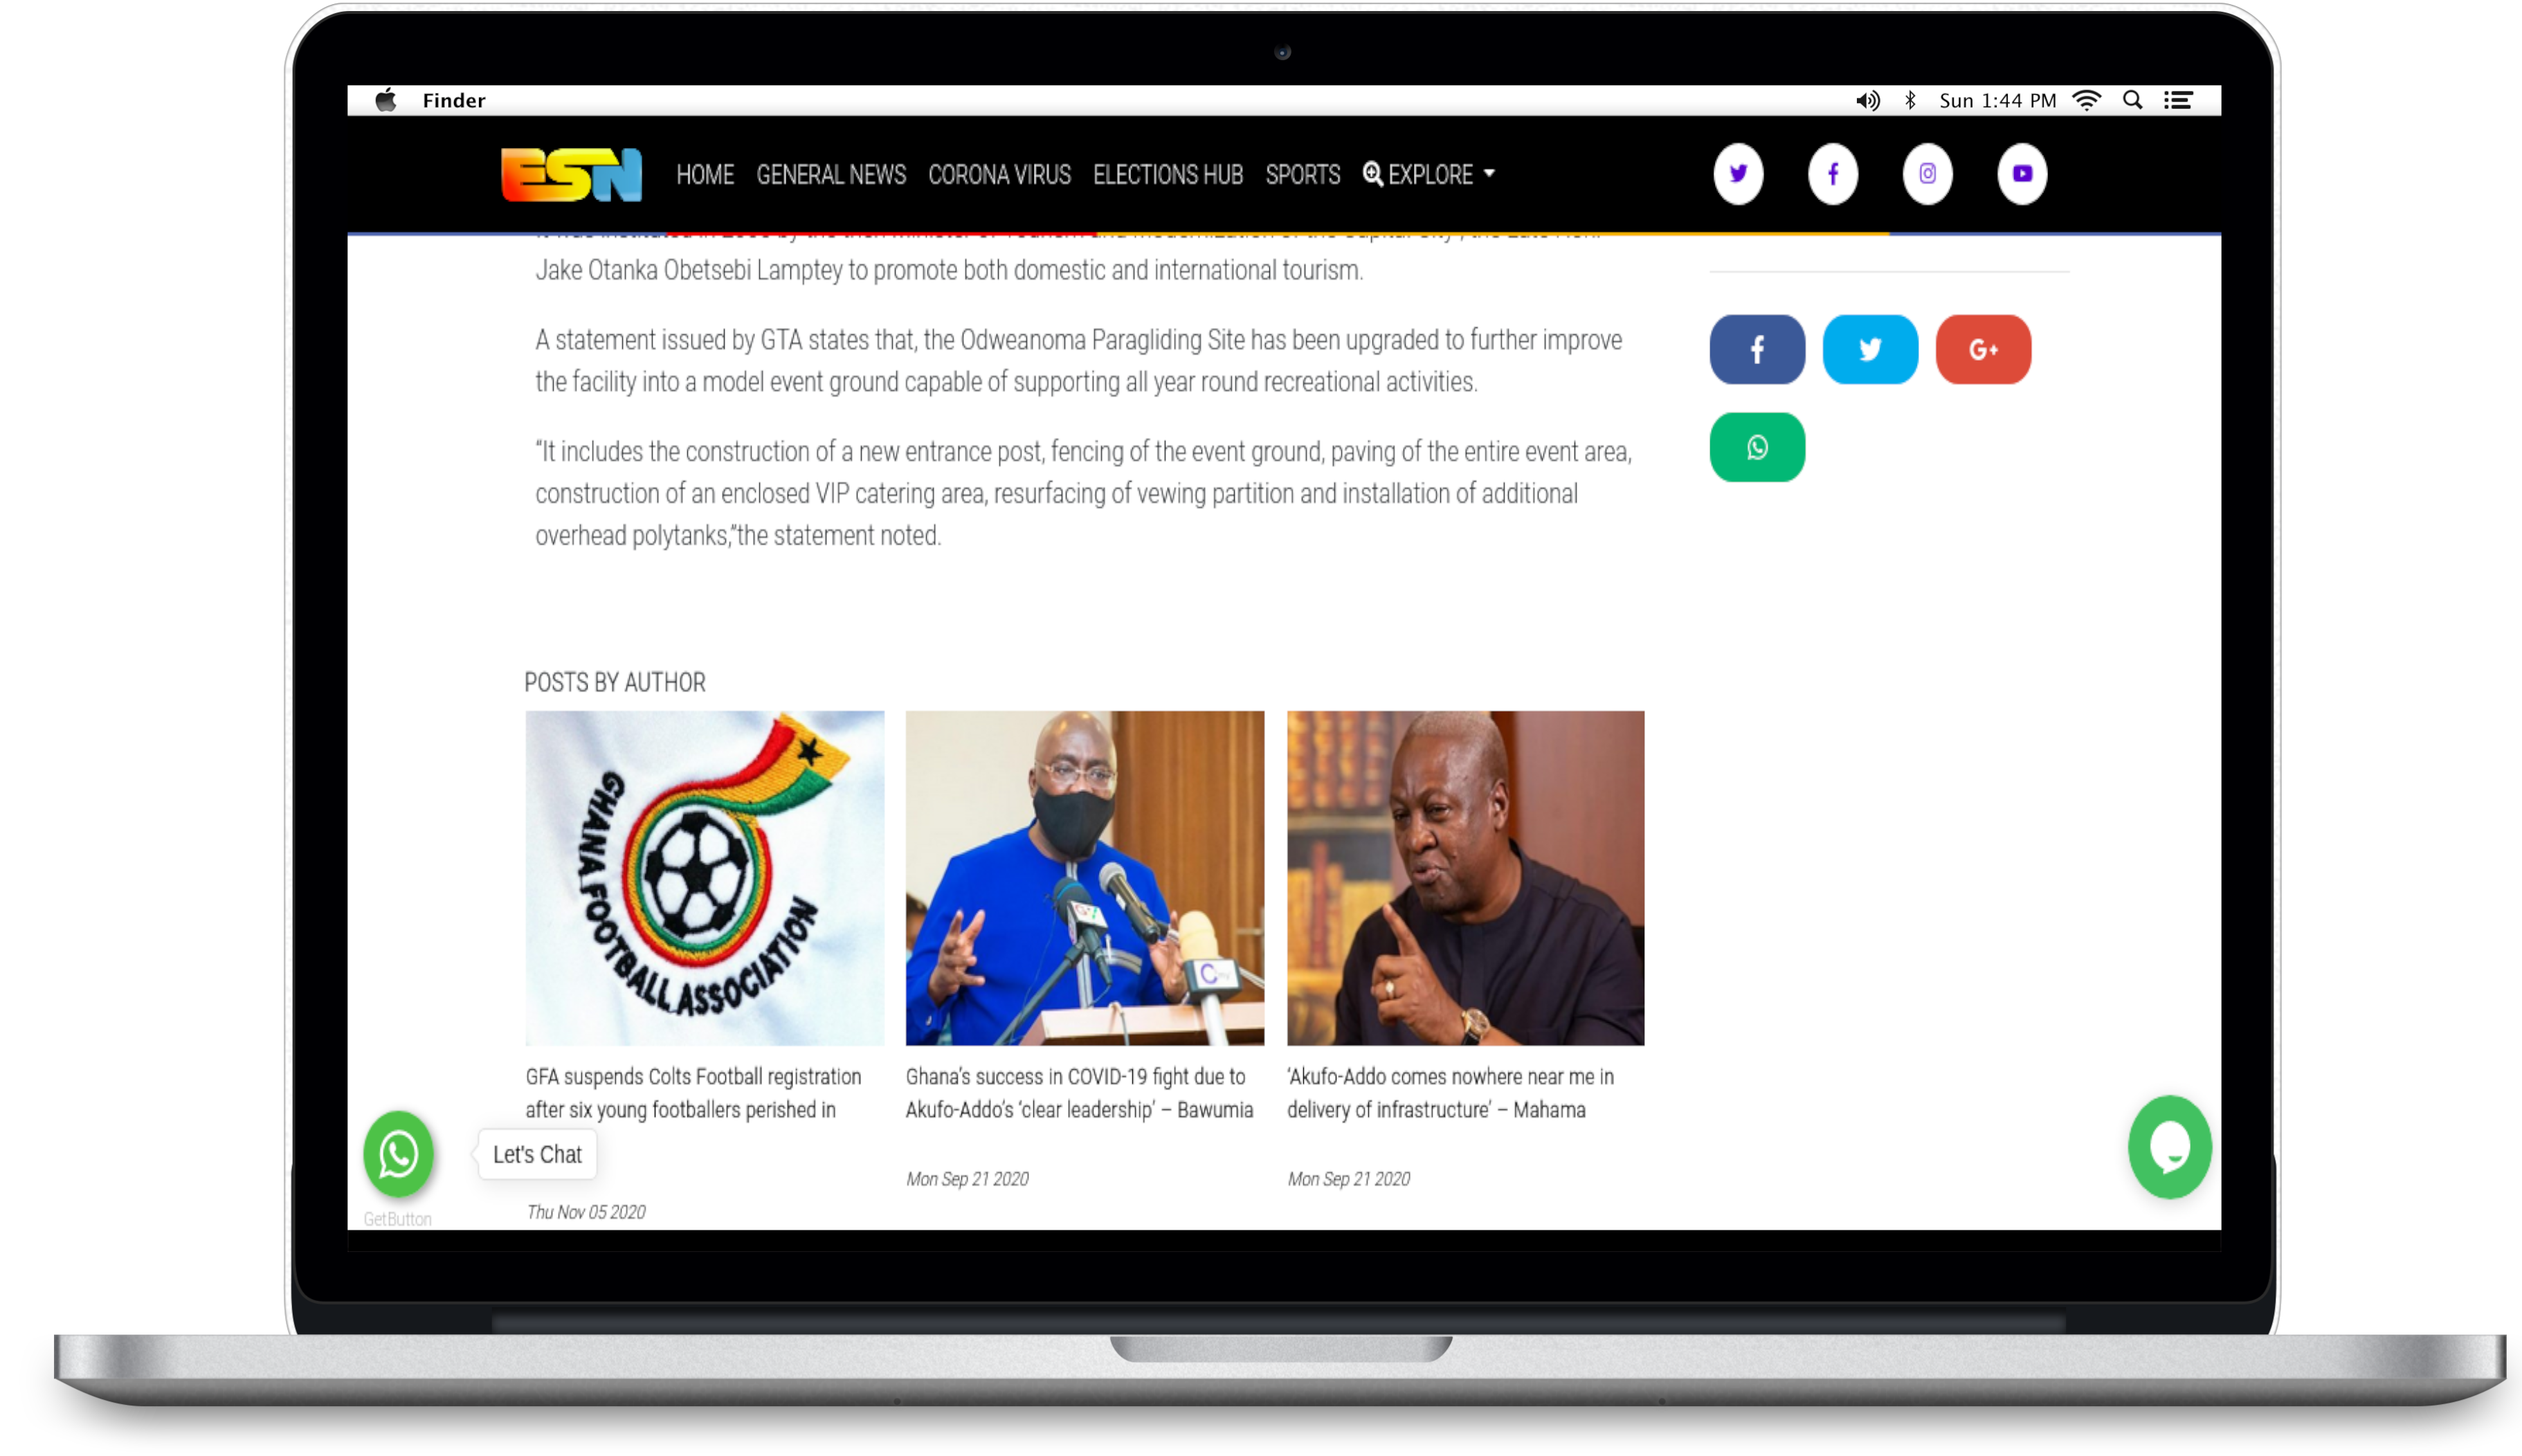 Finder
Sun 1:44 PM
ESN
HOME GENERAL NEWS CORONA VIRUS ELECTIONS HUB SPORTS EXPLORE
Jake Otanka Obetsebi Lamptey to promote both domestic and international tourism.
A statement issued by GTA states that, the Odweanoma Paragliding Site has been upgraded to further improve
the facility into a model event ground capable of supporting all year round recreational activities.
“It includes the construction of a new entrance post, fencing of the event ground, paving of the entire event area,
construction of an enclosed VIP catering area, resurfacing of vewing partition and installation of additional
overhead polytanks,”the statement noted.
G+
POSTS BY AUTHOR
GHANA FOOTBALL ASSOCIATION
GFA suspends Colts Football registration
after six young footballers perished in
Thu Nov 05 2020
Ghana’s success in COVID-19 fight due to
Akufo-Addo’s ‘clear leadership’ – Bawumia
Mon Sep 21 2020
‘Akufo-Addo comes nowhere near me in
delivery of infrastructure’ – Mahama
Mon Sep 21 2020
Let's Chat
GetButton